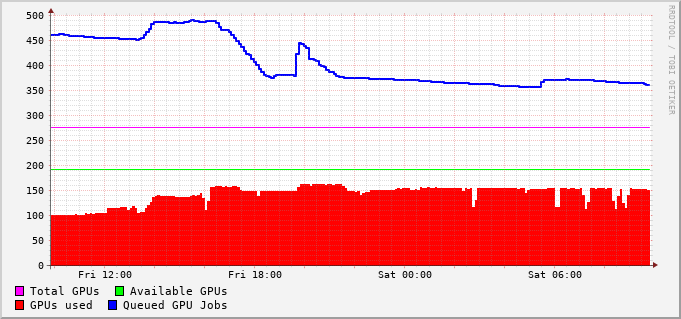 500
450
400
350
300
250
200
150
100
50
0
Fri 12:00 Fri 18:00 Sat 00:00 Sat 06:00
Total GPUs Available GPUs
GPUs used Queued GPU Jobs
RRDTOOL / TOBI OETIKER